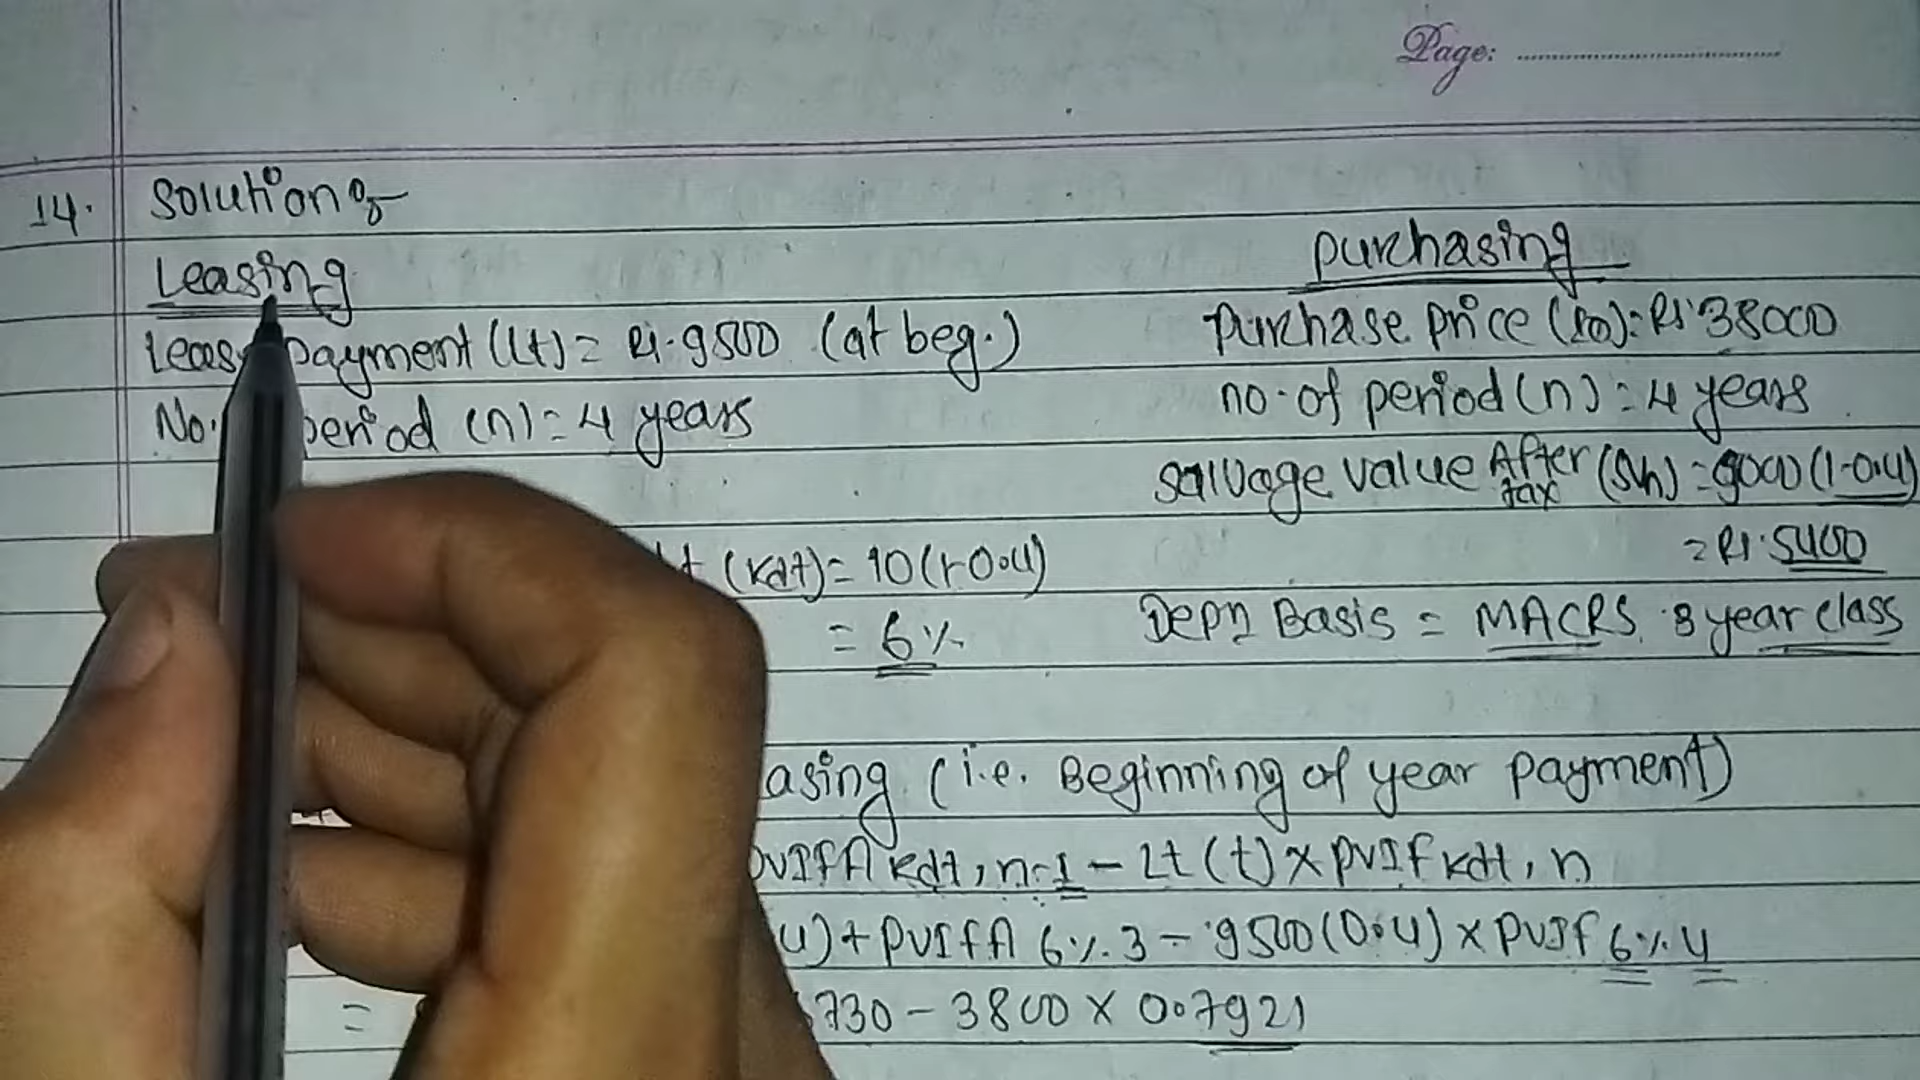 Page:
14. Solution:-
Leasing
Lease payment (Lt) = Rs.9500 (at beg.)
No. period (n) = 4 years
(Kdt) = 10(1-0.4)
= 6%
Purchasing
Purchase price (Po) = Rs.38000
no. of period (n) = 4 years
Salvage value After tax (Sn) = 9000(1-0.4)
= Rs.5400
Depn Basis = MACRS 3 year class
asing (i.e. Beginning of year payment)
PVIFA Kdt, n-1 - Lt(t) × PVIF Kdt, n
4) + PVIFA 6%.3 - 9500(0.4) × PVIF 6%.4
= 730 - 3800 × 0.7921